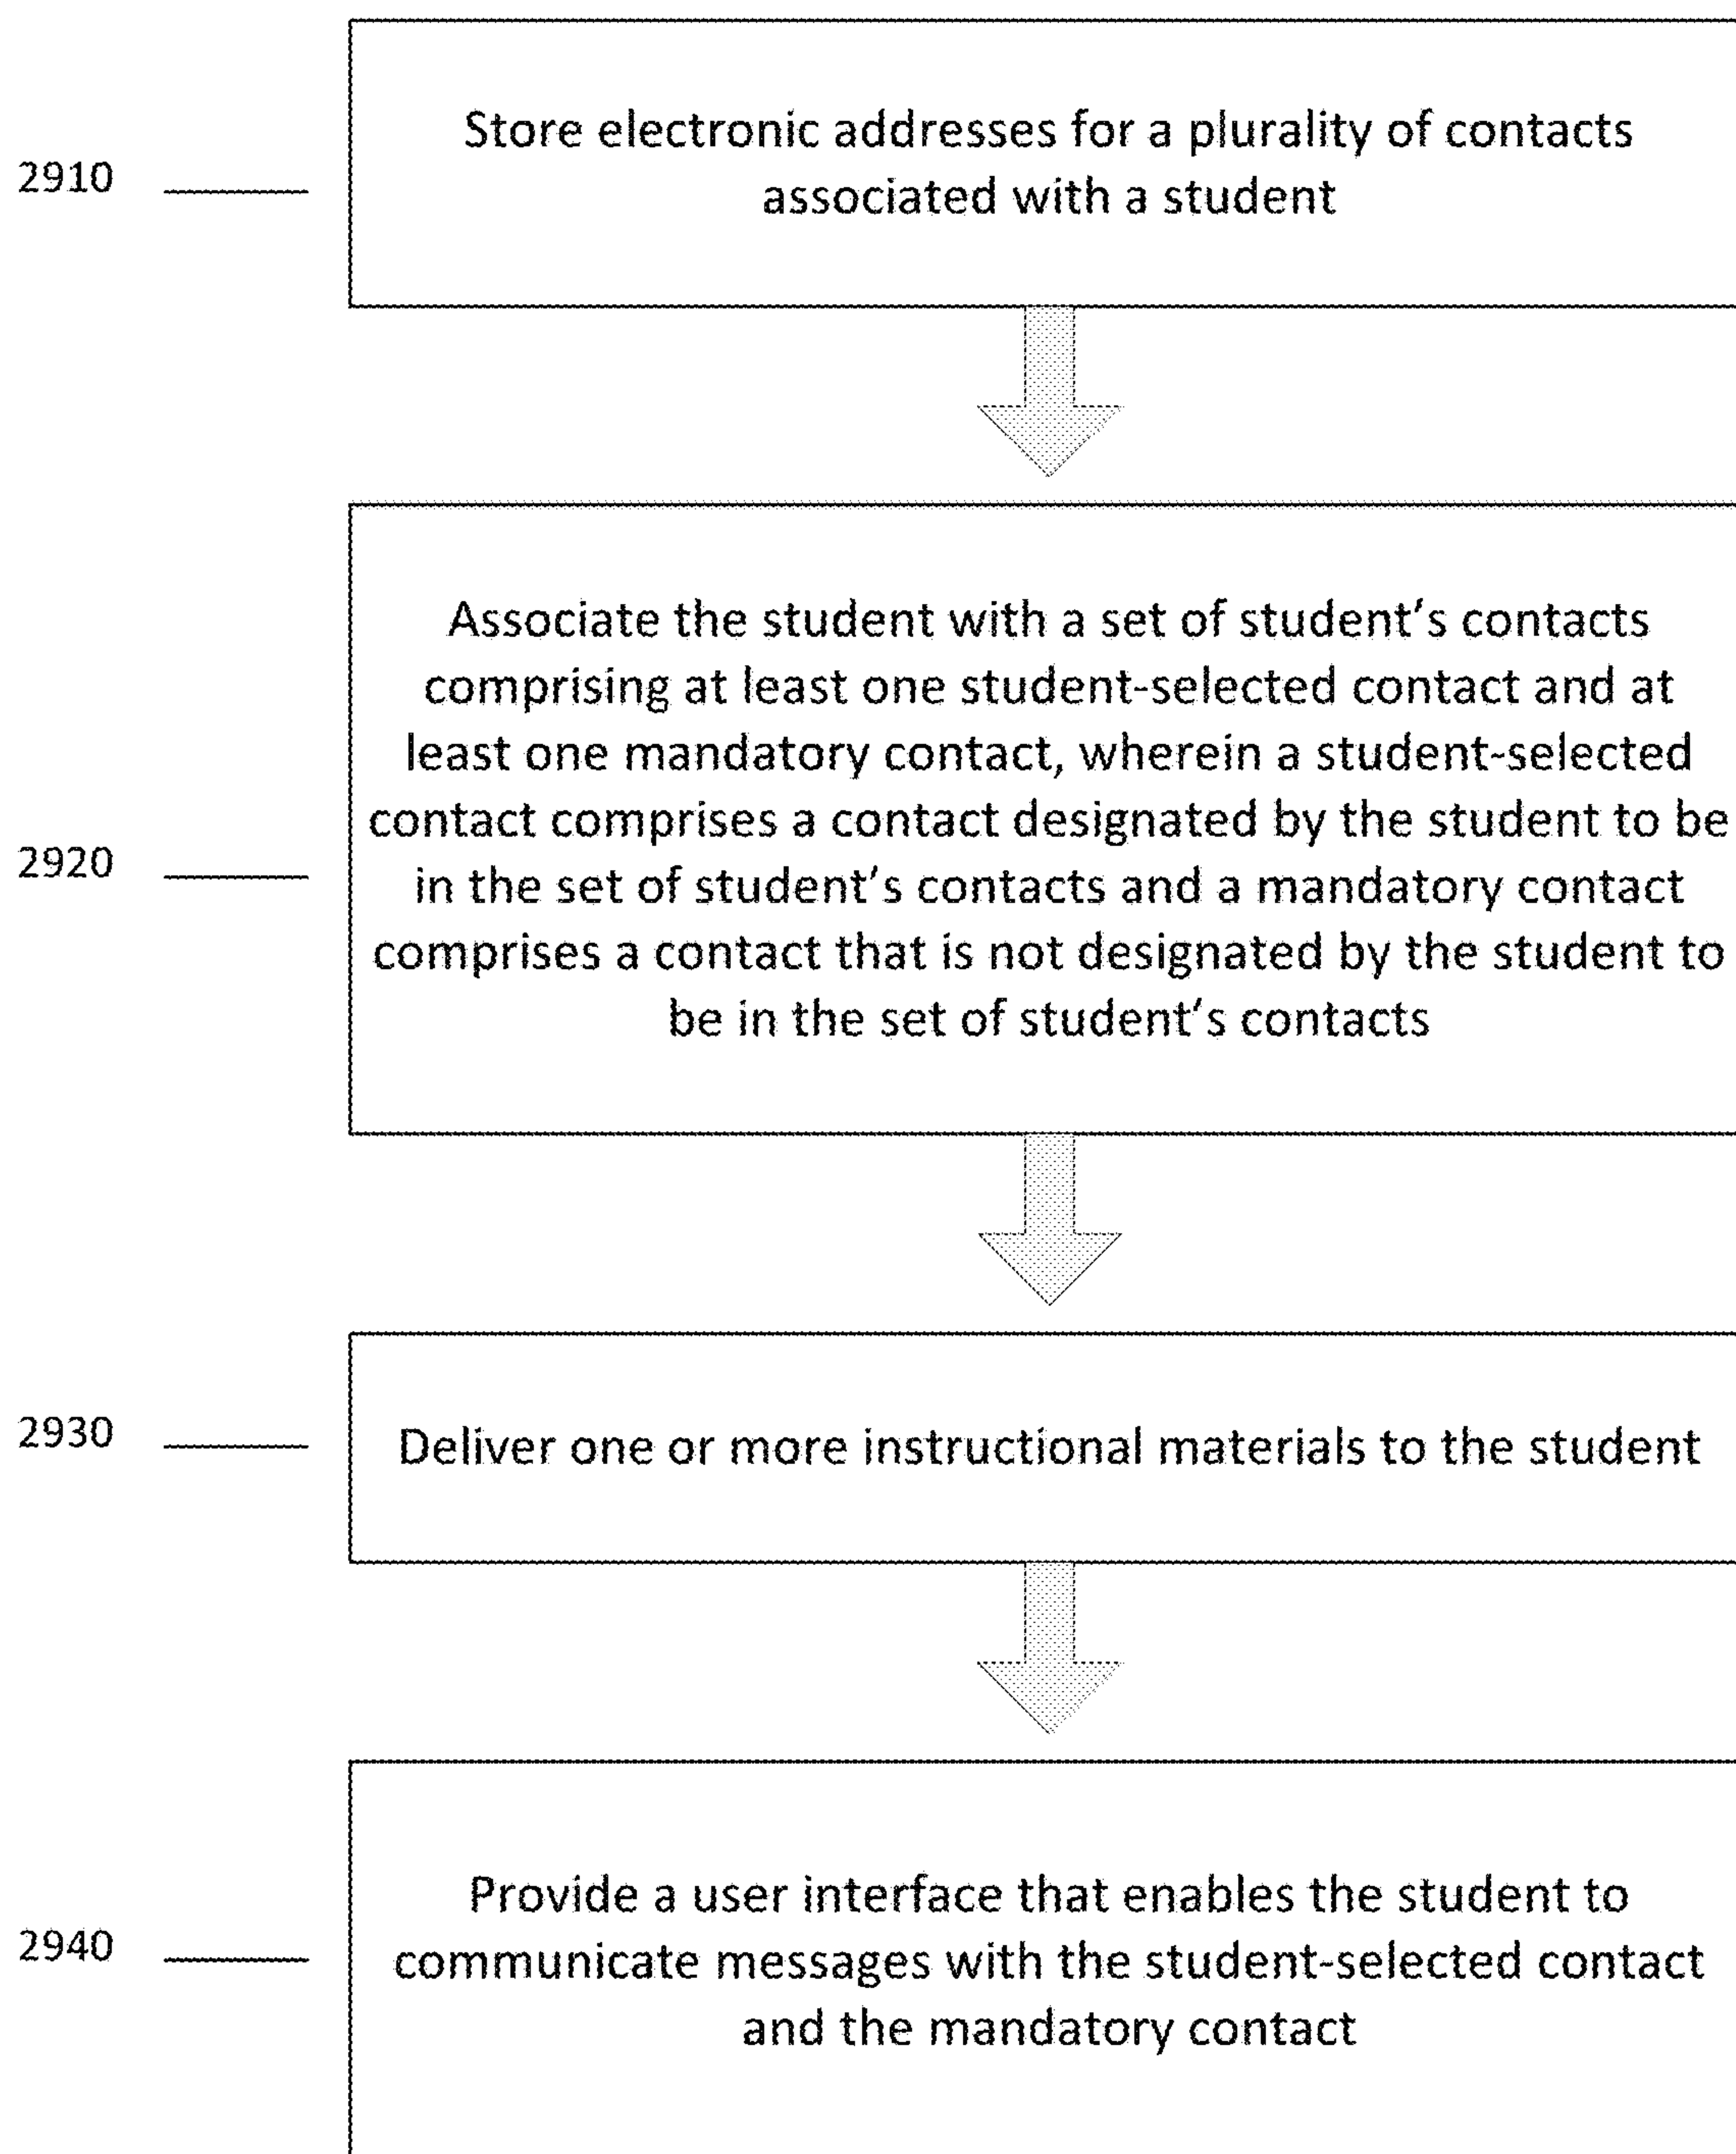 Store electronic addresses for a plurality of contacts
associated with a student
2910
Associate the student with a set of student's contacts
comprising at least one student-selected contact and at
least one mandatory contact, wherein a student-selected
contact comprises a contact designated by the student to be
in the set of student's contacts and a mandatory contact
comprises a contact that is not designated by the student to
be in the set of student's contacts
2920
Deliver one or more instructional materials to the student
2930
Provide a user interface that enables the student to
communicate messages with the student-selected contact
and the mandatory contact
2940